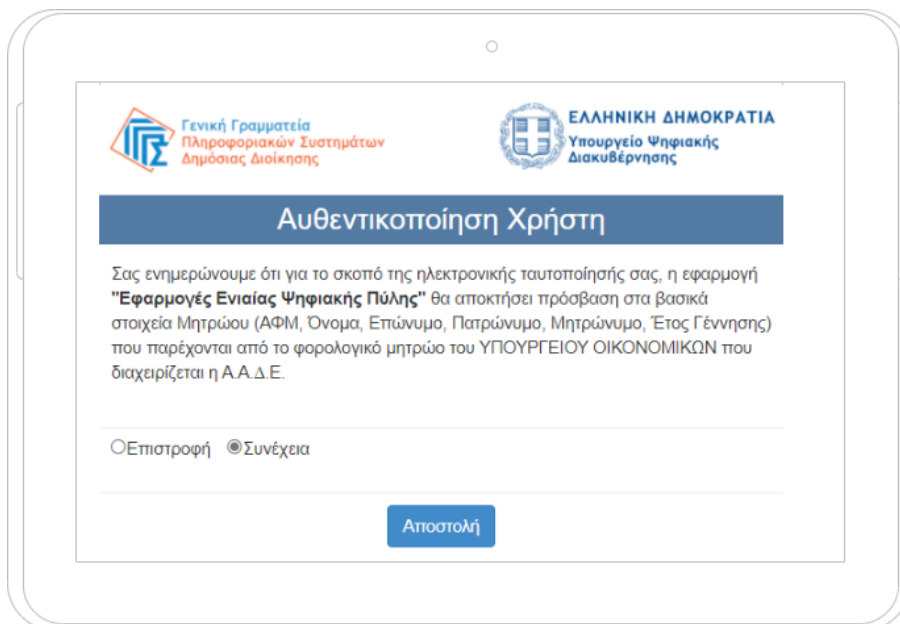 Γενική Γραμματεία
Πληροφοριακών Συστημάτων
Δημόσιας Διοίκησης
ΕΛΛΗΝΙΚΗ ΔΗΜΟΚΡΑΤΙΑ
Υπουργείο Ψηφιακής
Διακυβέρνησης
Αυθεντικοποίηση Χρήστη
Σας ενημερώνουμε ότι για το σκοπό της ηλεκτρονικής ταυτοποίησής σας, η εφαρμογή
"Εφαρμογές Ενιαίας Ψηφιακής Πύλης" θα αποκτήσει πρόσβαση στα βασικά
στοιχεία Μητρώου (ΑΦΜ, Όνομα, Επώνυμο, Πατρώνυμο, Μητρώνυμο, Έτος Γέννησης)
που παρέχονται από το φορολογικό μητρώο του ΥΠΟΥΡΓΕΙΟΥ ΟΙΚΟΝΟΜΙΚΩΝ που
διαχειρίζεται η Α.Α.Δ.Ε.
Επιστροφή Συνέχεια
Αποστολή